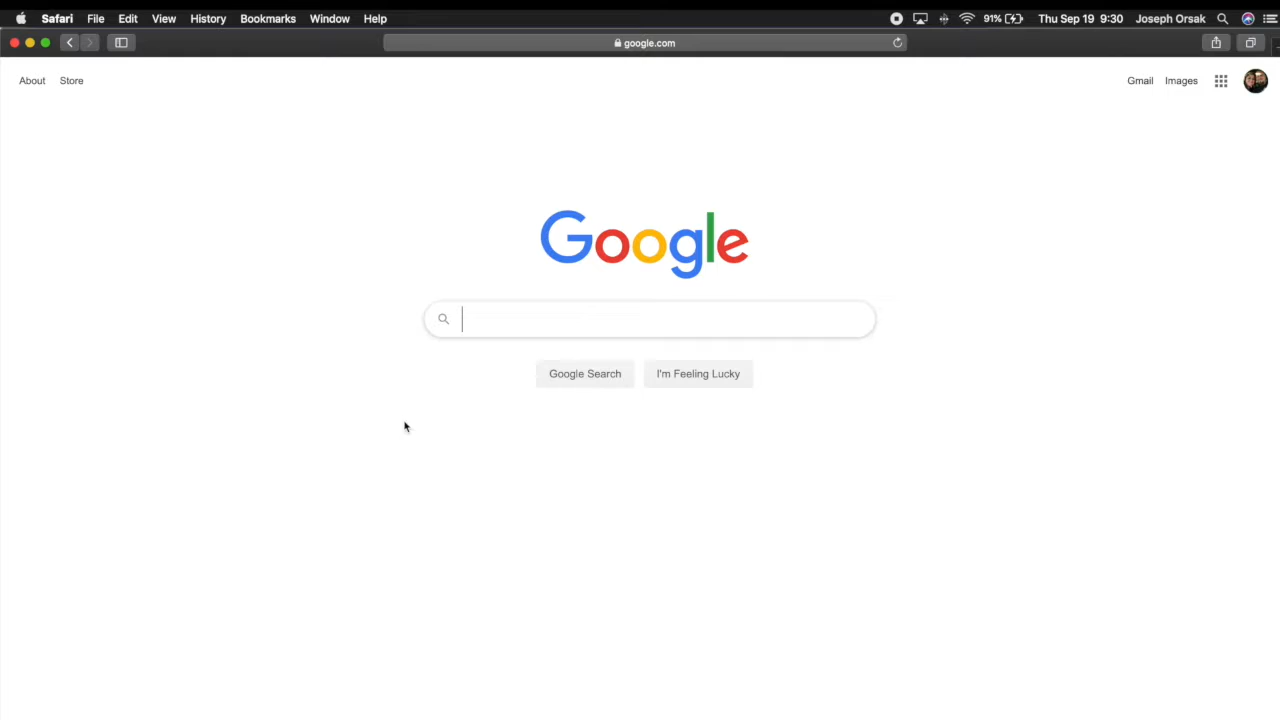 Safari File Edit View History Bookmarks Window Help 91% Thu Sep 19 9:30 Joseph Orsak
google.com
About Store Gmail Images
Google
Google Search I'm Feeling Lucky